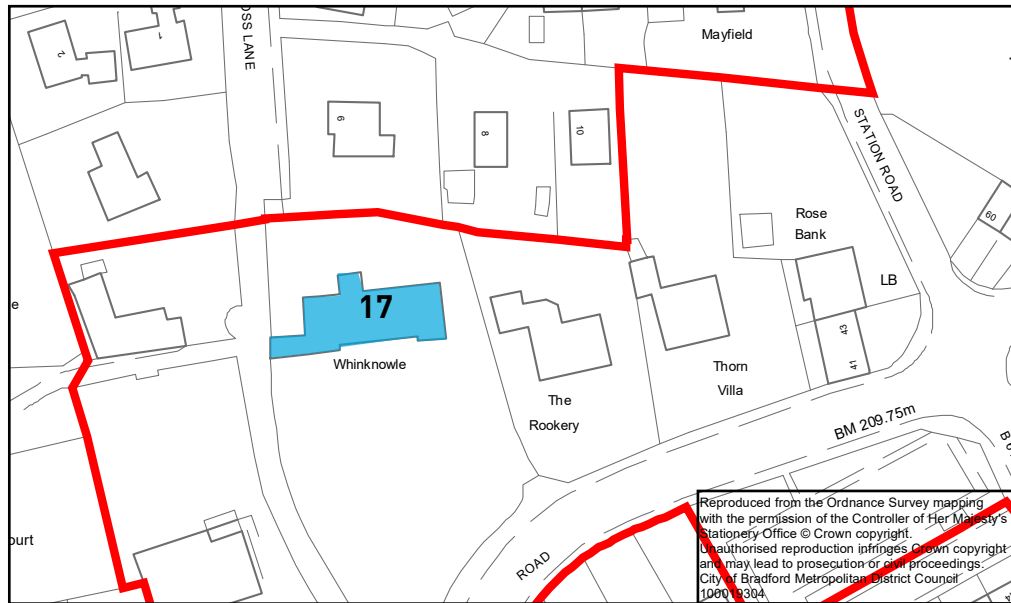 Mayfield
2
1
OSS LANE
6
8
10
STATION ROAD
60
Rose
Bank
LB
e
17
Whinknowle
43
41
The
Rookery
Thorn
Villa
BM 209.75m
ourt
ROAD
Reproduced from the Ordnance Survey mapping
with the permission of the Controller of Her Majesty's
Stationery Office © Crown copyright.
Unauthorised reproduction infringes Crown copyright
and may lead to prosecution or civil proceedings.
City of Bradford Metropolitan District Council
100019304